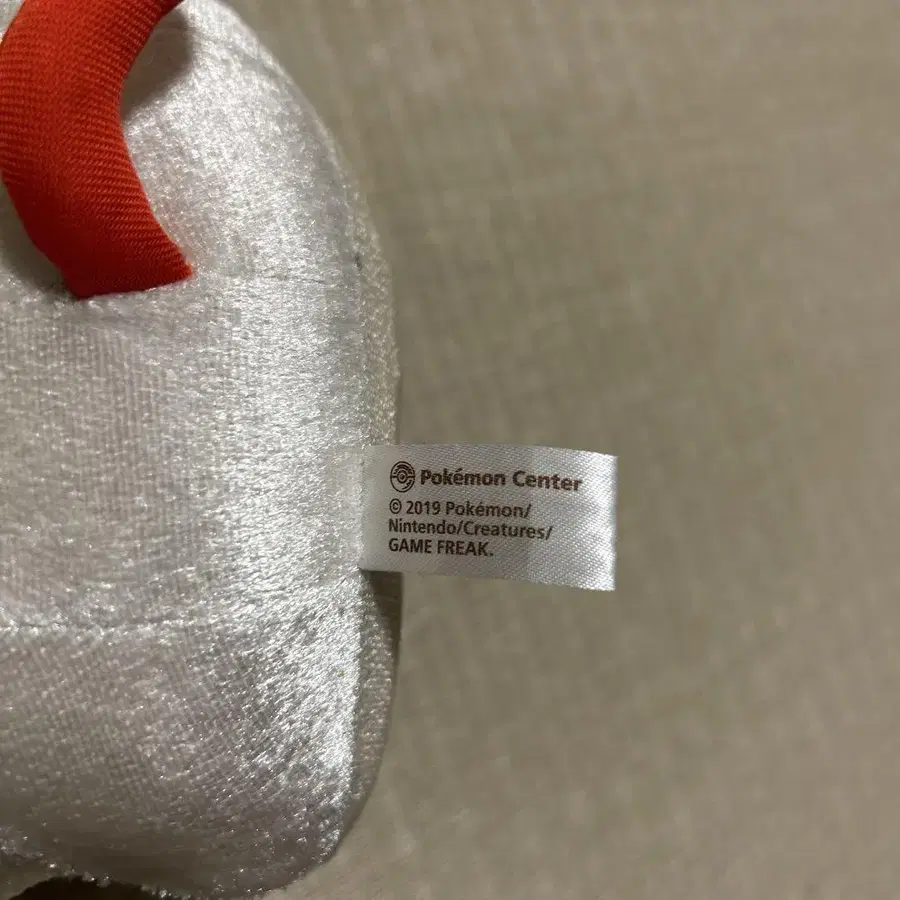 Pokémon Center
© 2019 Pokémon/
Nintendo/Creatures/
GAME FREAK.